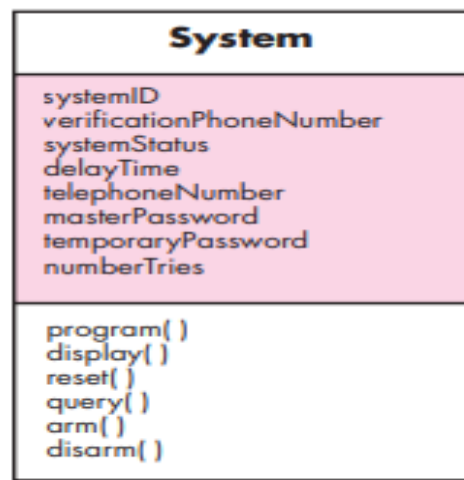 System
systemID
verificationPhoneNumber
systemStatus
delayTime
telephoneNumber
masterPassword
temporaryPassword
numberTries
program( )
display( )
reset( )
query( )
arm( )
disarm( )